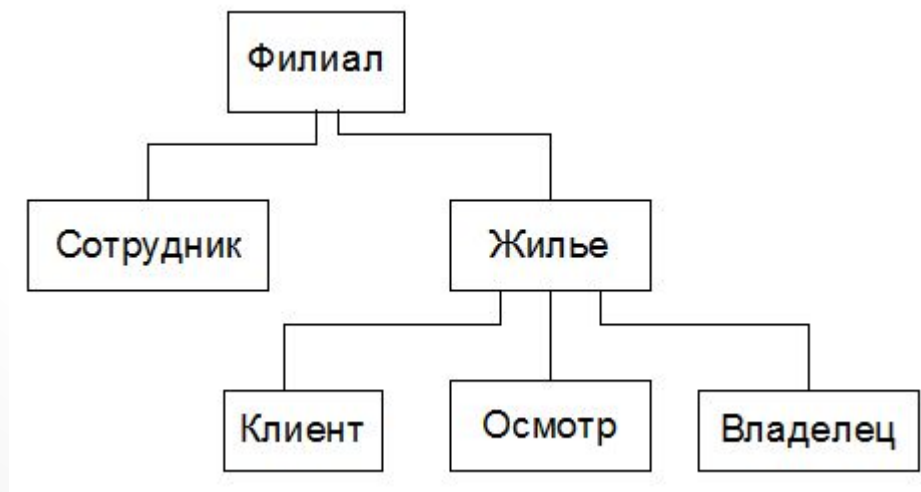 Филиал
Сотрудник
Жилье
Клиент
Осмотр
Владелец